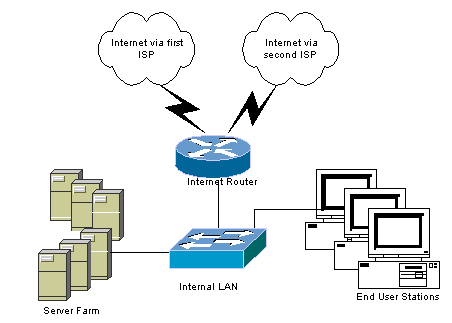 Internet via first
ISP
Internet via
second ISP
Internet Router
Internal LAN
End User Stations
Server Farm